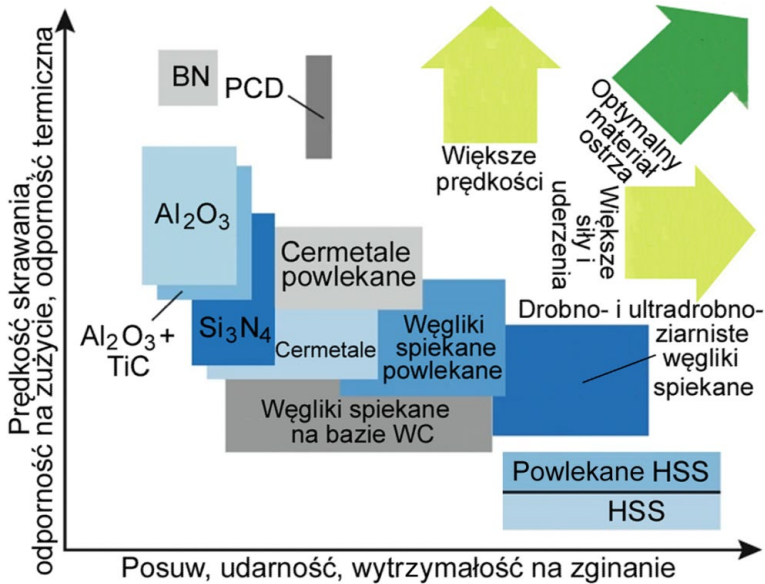 Prędkość skrawania,
odporność na zużycie, odporność termiczna
BN
PCD
Większe
prędkości
Optymalny
materiał
ostrza
Większe
siły i
uderzenia
Al2O3
Al2O3+
TiC
Si3N4
Cermetale
powlekane
Cermetale
Węgliki
spiekane
powlekane
Drobno- i ultradrobno-
ziarniste
węgliki
spiekane
Węgliki spiekane
na bazie WC
Powlekane HSS
HSS
Posuw, udarność, wytrzymałość na zginanie